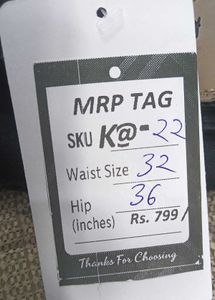 MRP TAG
SKU K@-22
Waist Size 32
Hip 36
(inches) Rs. 799/
Thanks For Choosing